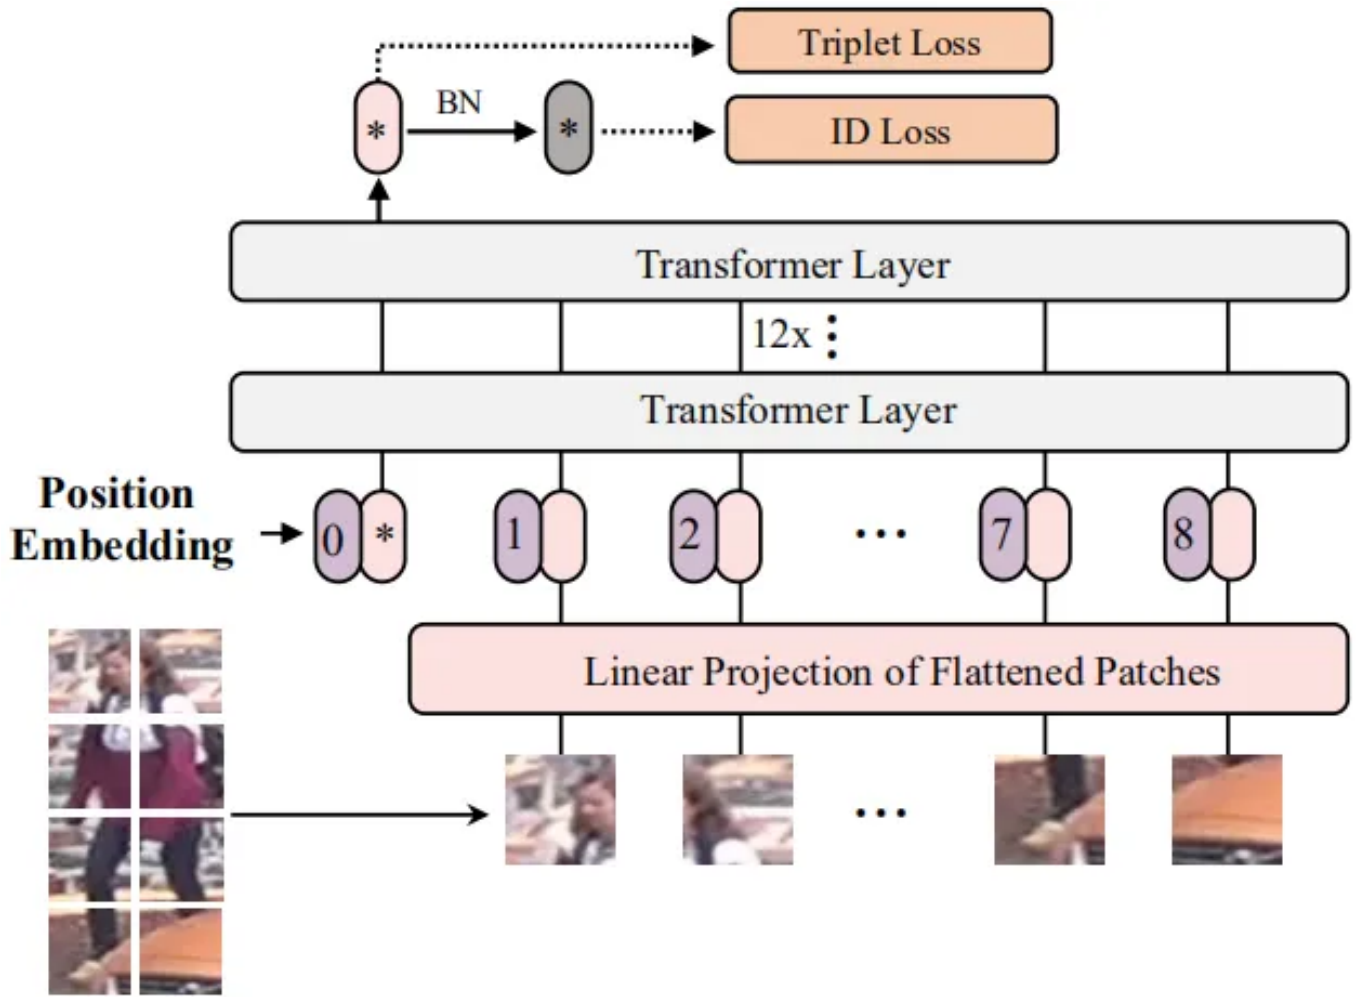 Triplet Loss
BN
*
*
ID Loss
Transformer Layer
12x
Transformer Layer
Position
Embedding
0 * 1 2 ... 7 8
Linear Projection of Flattened Patches
...